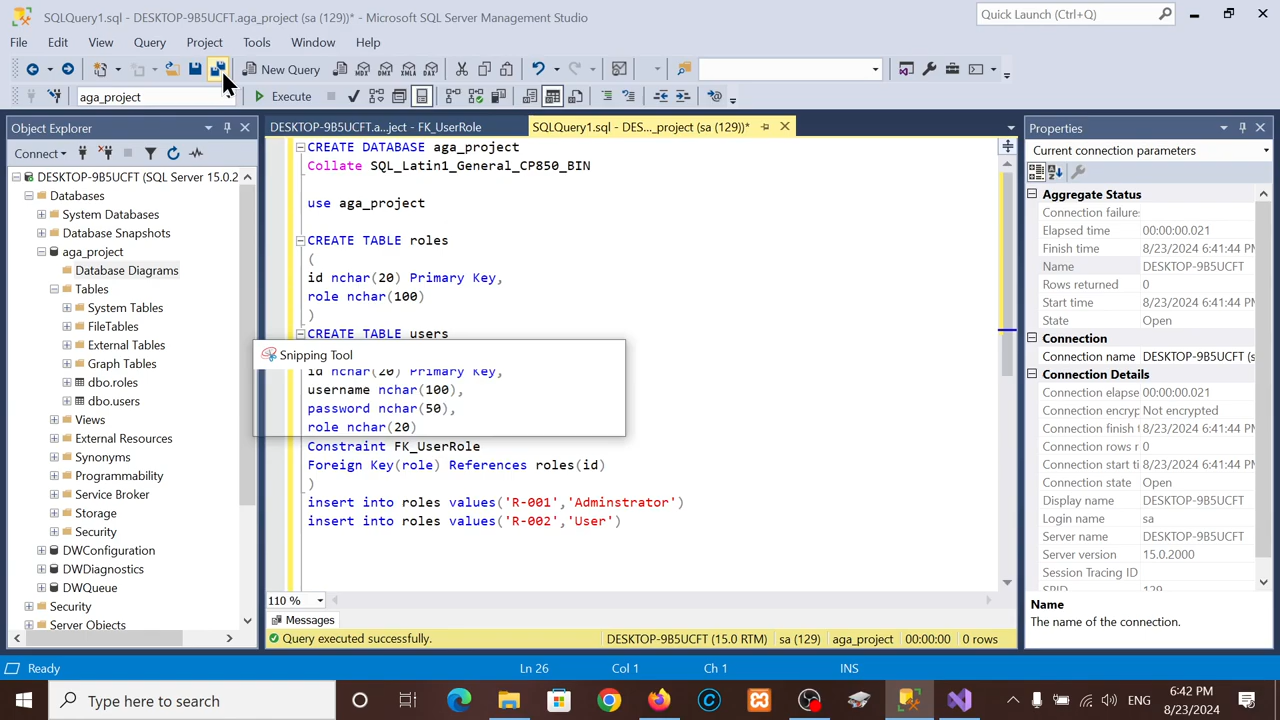 SQLQuery1.sql - DESKTOP-9B5UCFT.aga_project (sa (129))* - Microsoft SQL Server Management Studio
Quick Launch (Ctrl+Q)
File Edit View Query Project Tools Window Help
New Query
MDX DMX XMLA DAX
aga_project
Execute
Object Explorer
DESKTOP-9B5UCFT.a...ject - FK_UserRole
SQLQuery1.sql - DES..._project (sa (129))*
Properties
Connect
Current connection parameters
DESKTOP-9B5UCFT (SQL Server 15.0.2
Databases
System Databases
Database Snapshots
aga_project
Database Diagrams
Tables
System Tables
FileTables
External Tables
Graph Tables
dbo.roles
dbo.users
Views
External Resources
Synonyms
Programmability
Service Broker
Storage
Security
DWConfiguration
DWDiagnostics
DWQueue
Security
Server Objects
CREATE DATABASE aga_project
Collate SQL_Latin1_General_CP850_BIN
use aga_project
CREATE TABLE roles
(
id nchar(20) Primary Key,
role nchar(100)
)
CREATE TABLE users
Snipping Tool
id nchar(20) Primary Key,
username nchar(100),
password nchar(50),
role nchar(20)
Constraint FK_UserRole
Foreign Key(role) References roles(id)
)
insert into roles values('R-001','Adminstrator')
insert into roles values('R-002','User')
110 %
Messages
Query executed successfully.
DESKTOP-9B5UCFT (15.0 RTM) sa (129) aga_project 00:00:00 0 rows
Aggregate Status
Connection failure:
Elapsed time 00:00:00.021
Finish time 8/23/2024 6:41:44 PM
Name DESKTOP-9B5UCFT
Rows returned 0
Start time 8/23/2024 6:41:44 PM
State Open
Connection
Connection name DESKTOP-9B5UCFT (s
Connection Details
Connection elapse 00:00:00.021
Connection encryp Not encrypted
Connection finish t 8/23/2024 6:41:44 PM
Connection rows r 0
Connection start ti 8/23/2024 6:41:44 PM
Connection state Open
Display name DESKTOP-9B5UCFT
Login name sa
Server name DESKTOP-9B5UCFT
Server version 15.0.2000
Session Tracing ID
SPID 129
Name
The name of the connection.
Ready Ln 26 Col 1 Ch 1 INS
Type here to search
ENG
6:42 PM
8/23/2024